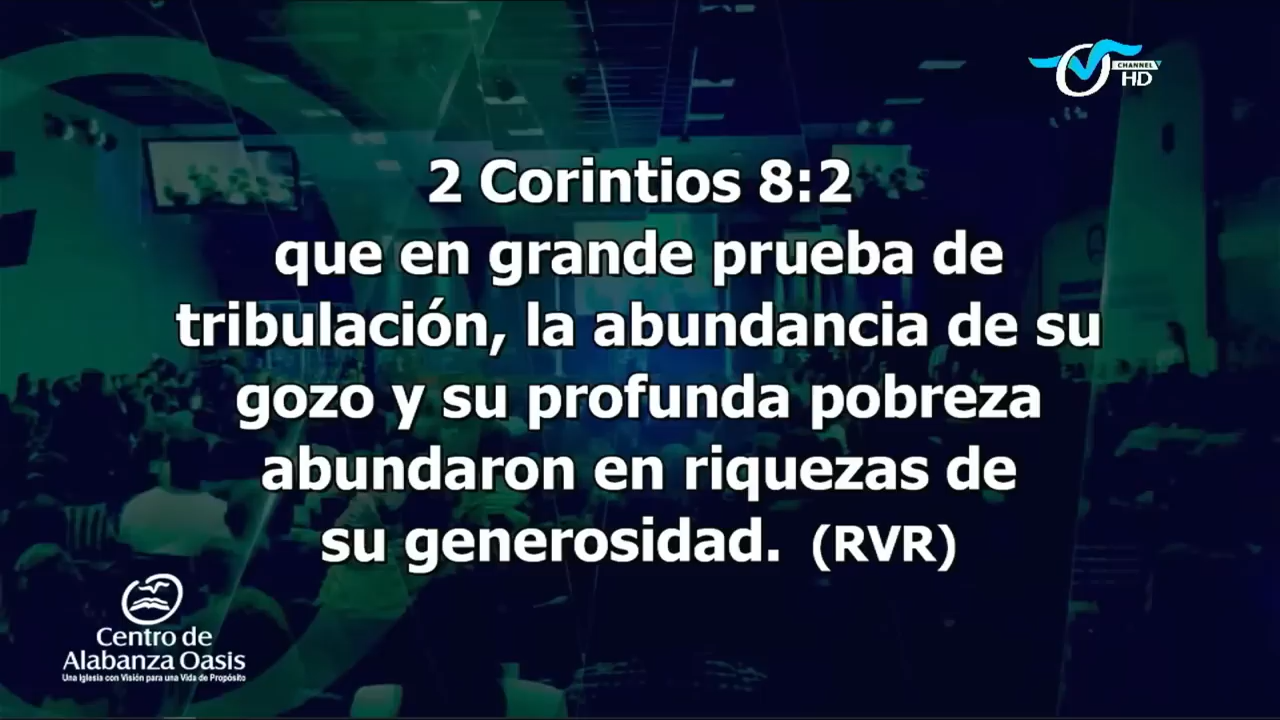 CHANNEL
HD
2 Corintios 8:2
que en grande prueba de
tribulación, la abundancia de su
gozo y su profunda pobreza
abundaron en riquezas de
su generosidad. (RVR)
Centro de
Alabanza Oasis
Una Iglesia con Visión para una Vida de Propósito